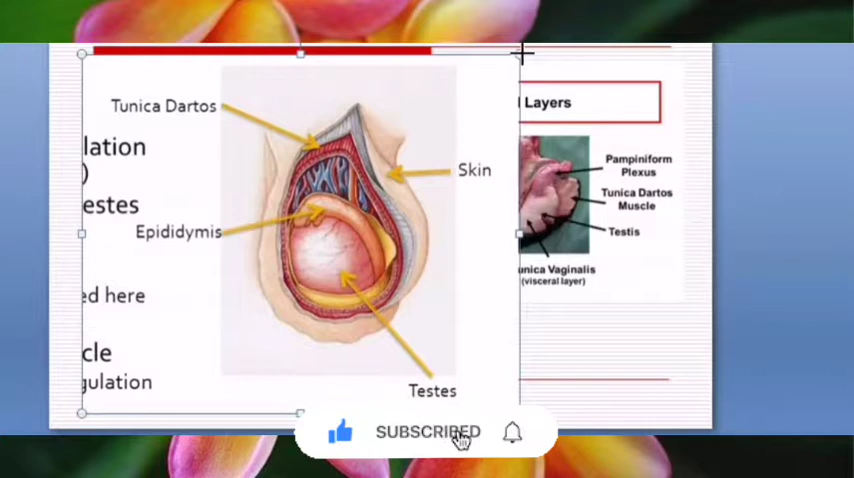 Tunica Dartos
lation
)
estes
Epididymis
ed here
cle
gulation
Skin
Testes
l Layers
Pampiniform
Plexus
Tunica Dartos
Muscle
Testis
unica Vaginalis
(visceral layer)
SUBSCRIBED